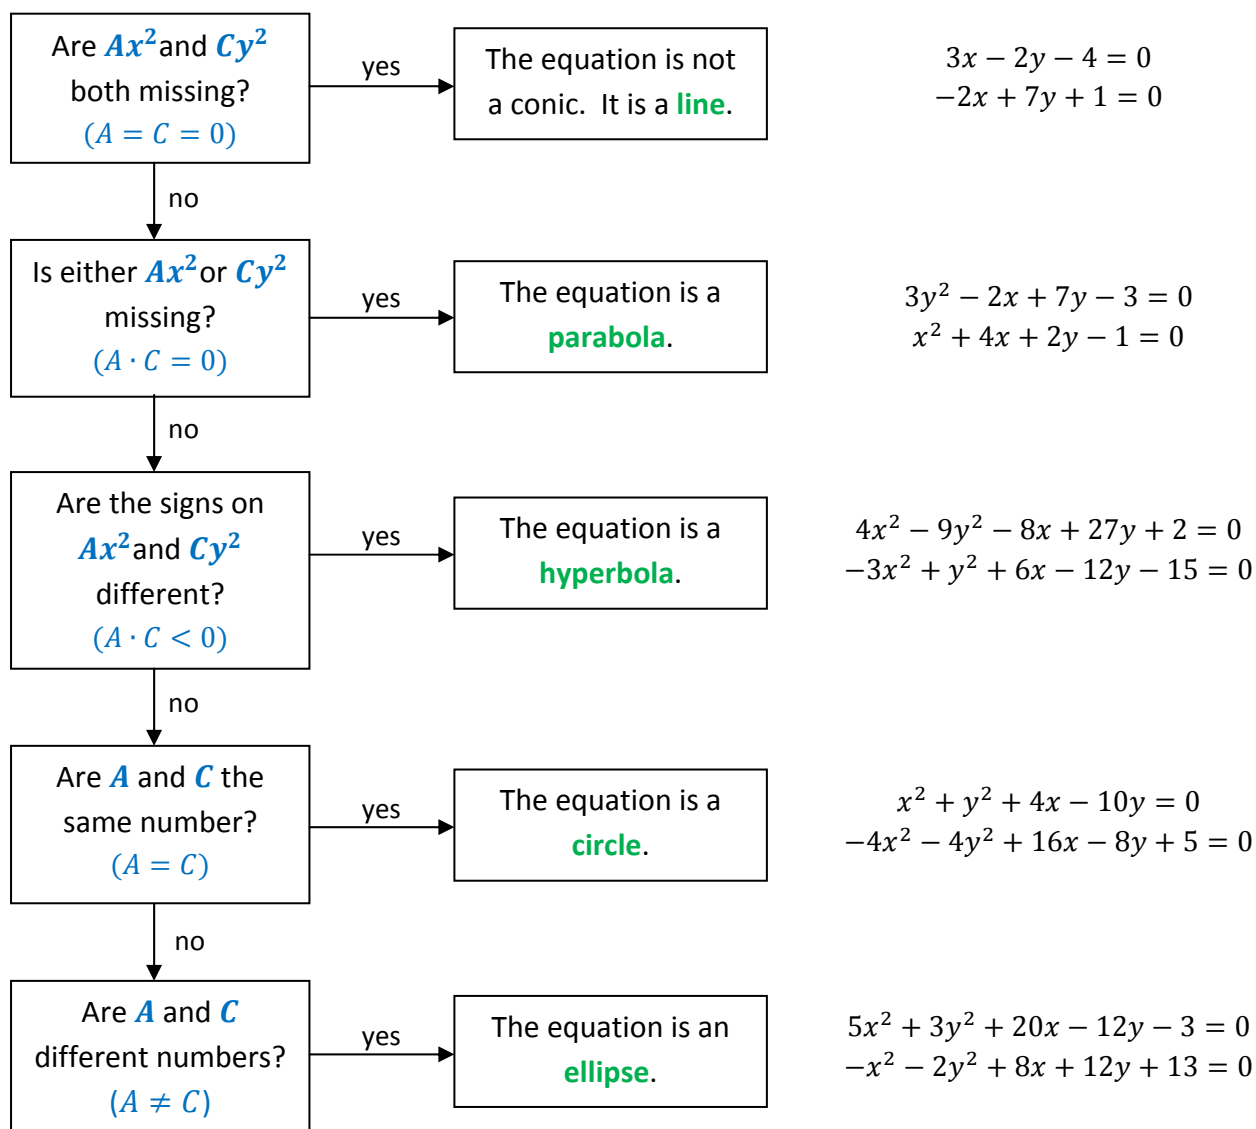 Are Ax² and Cy²
both missing?
(A = C = 0)
yes
The equation is not
a conic.  It is a line.
3x − 2y − 4 = 0
−2x + 7y + 1 = 0
no
Is either Ax² or Cy²
missing?
(A · C = 0)
yes
The equation is a
parabola.
3y² − 2x + 7y − 3 = 0
x² + 4x + 2y − 1 = 0
no
Are the signs on
Ax² and Cy²
different?
(A · C < 0)
yes
The equation is a
hyperbola.
4x² − 9y² − 8x + 27y + 2 = 0
−3x² + y² + 6x − 12y − 15 = 0
no
Are A and C the
same number?
(A = C)
yes
The equation is a
circle.
x² + y² + 4x − 10y = 0
−4x² − 4y² + 16x − 8y + 5 = 0
no
Are A and C
different numbers?
(A ≠ C)
yes
The equation is an
ellipse.
5x² + 3y² + 20x − 12y − 3 = 0
−x² − 2y² + 8x + 12y + 13 = 0